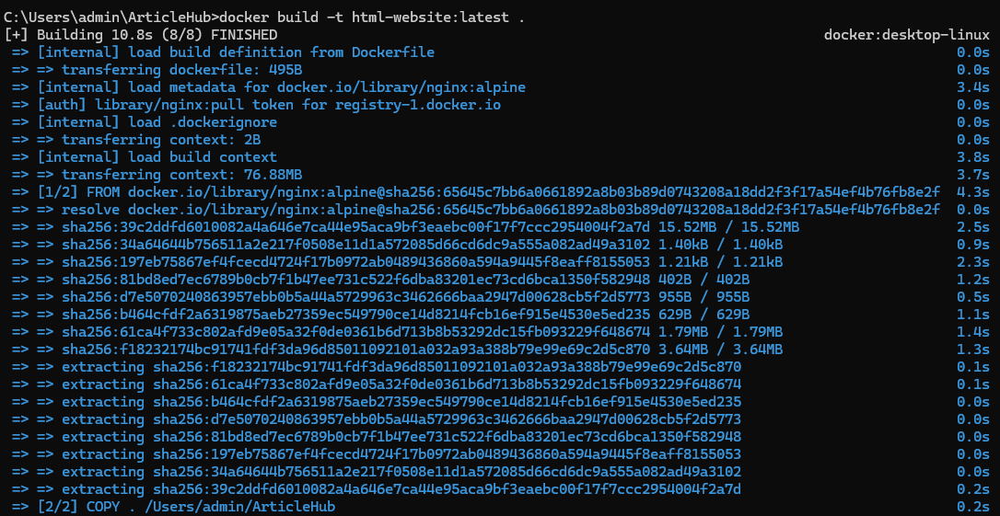 C:\Users\admin\ArticleHub>docker build -t html-website:latest .
[+] Building 10.8s (8/8) FINISHED docker:desktop-linux
=> [internal] load build definition from Dockerfile 0.0s
=> => transferring dockerfile: 495B 0.0s
=> [internal] load metadata for docker.io/library/nginx:alpine 3.4s
=> [auth] library/nginx:pull token for registry-1.docker.io 0.0s
=> [internal] load .dockerignore 0.0s
=> => transferring context: 2B 0.0s
=> [internal] load build context 3.8s
=> => transferring context: 76.88MB 3.7s
=> [1/2] FROM docker.io/library/nginx:alpine@sha256:65645c7bb6a0661892a8b03b89d0743208a18dd2f3f17a54ef4b76fb8e2f 4.3s
=> => resolve docker.io/library/nginx:alpine@sha256:65645c7bb6a0661892a8b03b89d0743208a18dd2f3f17a54ef4b76fb8e2f 0.0s
=> => sha256:39c2ddfd6010082a4a646e7ca44e95aca9bf3eaebc00f17f7ccc2954004f2a7d 15.52MB / 15.52MB 2.5s
=> => sha256:34a64644b756511a2e217f0508e11d1a572085d66cd6dc9a555a082ad49a3102 1.40kB / 1.40kB 0.9s
=> => sha256:197eb75867ef4fcecd4724f17b0972ab0489436860a594a9445f8eaff8155053 1.21kB / 1.21kB 2.3s
=> => sha256:81bd8ed7ec6789b0cb7f1b47ee731c522f6dba83201ec73cd6bca1350f582948 402B / 402B 1.2s
=> => sha256:d7e5070240863957ebb0b5a44a5729963c3462666baa2947d00628cb5f2d5773 955B / 955B 0.5s
=> => sha256:b464cfdf2a6319875aeb27359ec549790ce14d8214fcb16ef915e4530e5ed235 629B / 629B 1.1s
=> => sha256:61ca4f733c802afd9e05a32f0de0361b6d713b8b53292dc15fb093229f648674 1.79MB / 1.79MB 1.4s
=> => sha256:f18232174bc91741fdf3da96d85011092101a032a93a388b79e99e69c2d5c870 3.64MB / 3.64MB 1.3s
=> => extracting sha256:f18232174bc91741fdf3da96d85011092101a032a93a388b79e99e69c2d5c870 0.1s
=> => extracting sha256:61ca4f733c802afd9e05a32f0de0361b6d713b8b53292dc15fb093229f648674 0.1s
=> => extracting sha256:b464cfdf2a6319875aeb27359ec549790ce14d8214fcb16ef915e4530e5ed235 0.0s
=> => extracting sha256:d7e5070240863957ebb0b5a44a5729963c3462666baa2947d00628cb5f2d5773 0.0s
=> => extracting sha256:81bd8ed7ec6789b0cb7f1b47ee731c522f6dba83201ec73cd6bca1350f582948 0.0s
=> => extracting sha256:197eb75867ef4fcecd4724f17b0972ab0489436860a594a9445f8eaff8155053 0.0s
=> => extracting sha256:34a64644b756511a2e217f0508e11d1a572085d66cd6dc9a555a082ad49a3102 0.0s
=> => extracting sha256:39c2ddfd6010082a4a646e7ca44e95aca9bf3eaebc00f17f7ccc2954004f2a7d 0.2s
=> [2/2] COPY . /Users/admin/ArticleHub 0.2s